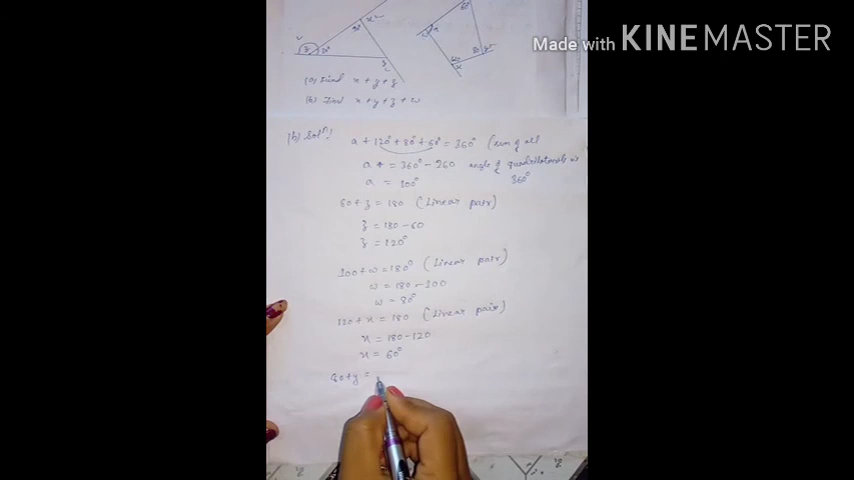 Made with KINEMASTER
(a) Find x + y + z
(b) Find x + y + z + w
(b) Solⁿ:
a + 120° + 80° + 60° = 360° (sum of all
a = 360° - 260 angle of quadrilateral is
a = 100° 360°
60 + z = 180 (Linear pair)
z = 180 - 60
z = 120°
100 + w = 180° (Linear pair)
w = 180 - 100
w = 80°
120 + x = 180 (Linear pair)
x = 180 - 120
x = 60°
80 + y =